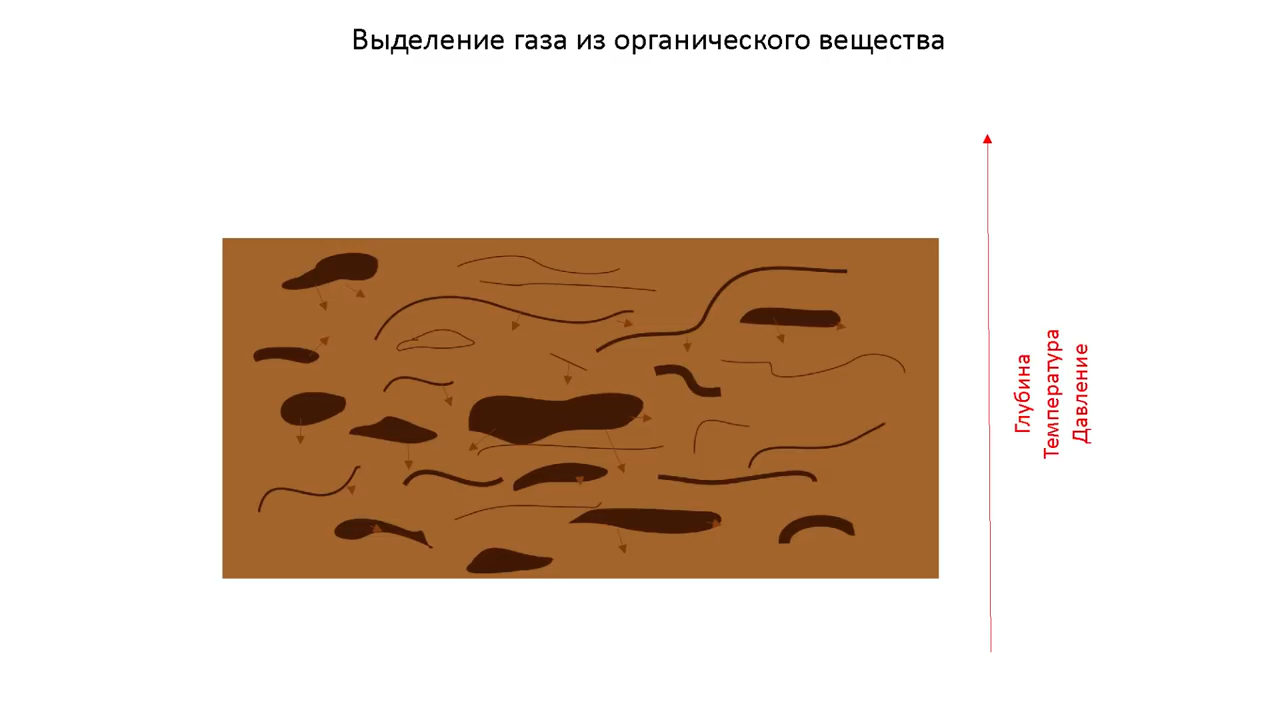 Выделение газа из органического вещества
Глубина
Температура
Давление